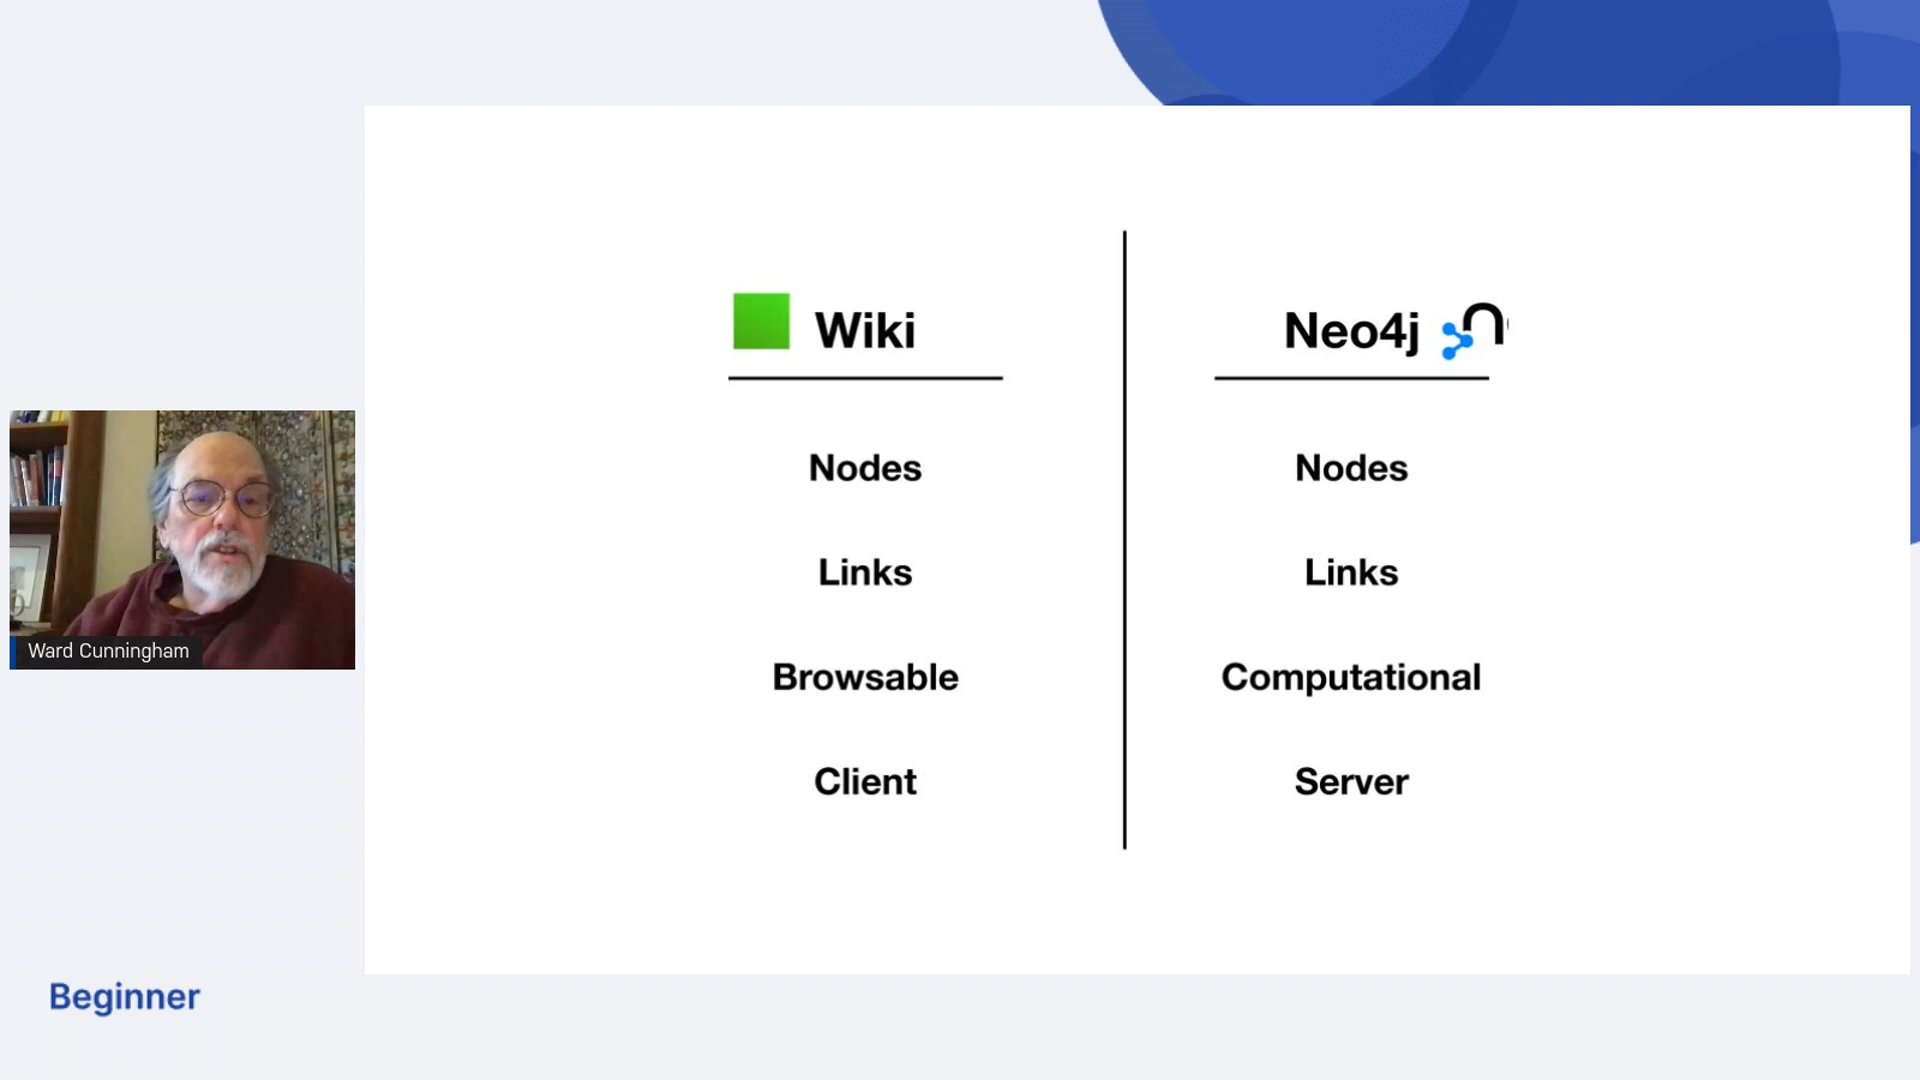 Wiki
Neo4j
Nodes
Nodes
Links
Links
Browsable
Computational
Client
Server
Ward Cunningham
Beginner